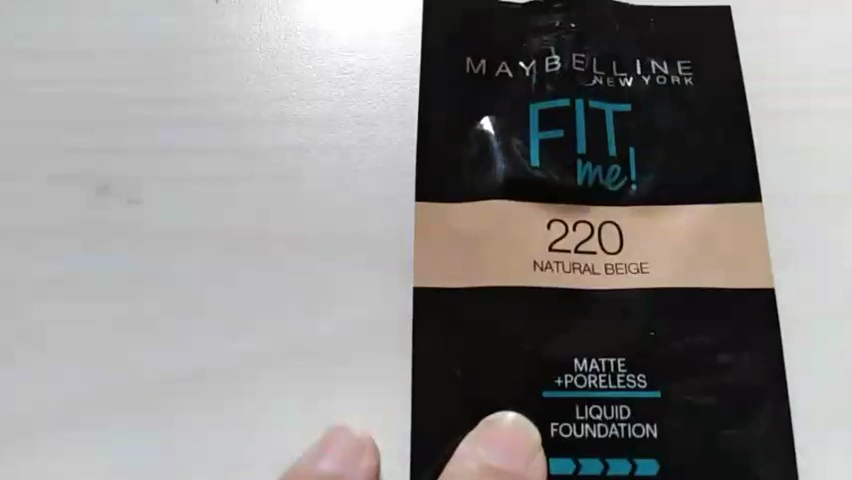 MAYBELLINE
NEW YORK
FIT
me!
220
NATURAL BEIGE
MATTE
+PORELESS
LIQUID
FOUNDATION